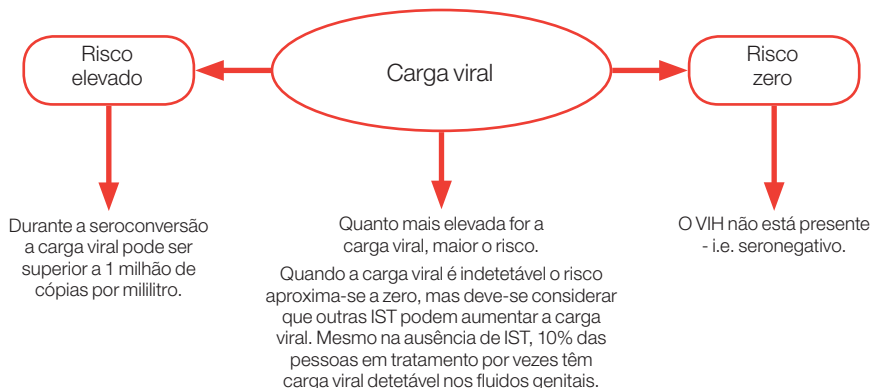 Risco
elevado
Carga viral
Risco
zero
Durante a seroconversão
a carga viral pode ser
superior a 1 milhão de
cópias por mililitro.
Quanto mais elevada for a
carga viral, maior o risco.
Quando a carga viral é indetetável o risco
aproxima-se a zero, mas deve-se considerar
que outras IST podem aumentar a carga
viral. Mesmo na ausência de IST, 10% das
pessoas em tratamento por vezes têm
carga viral detetável nos fluidos genitais.
O VIH não está presente
- i.e. seronegativo.